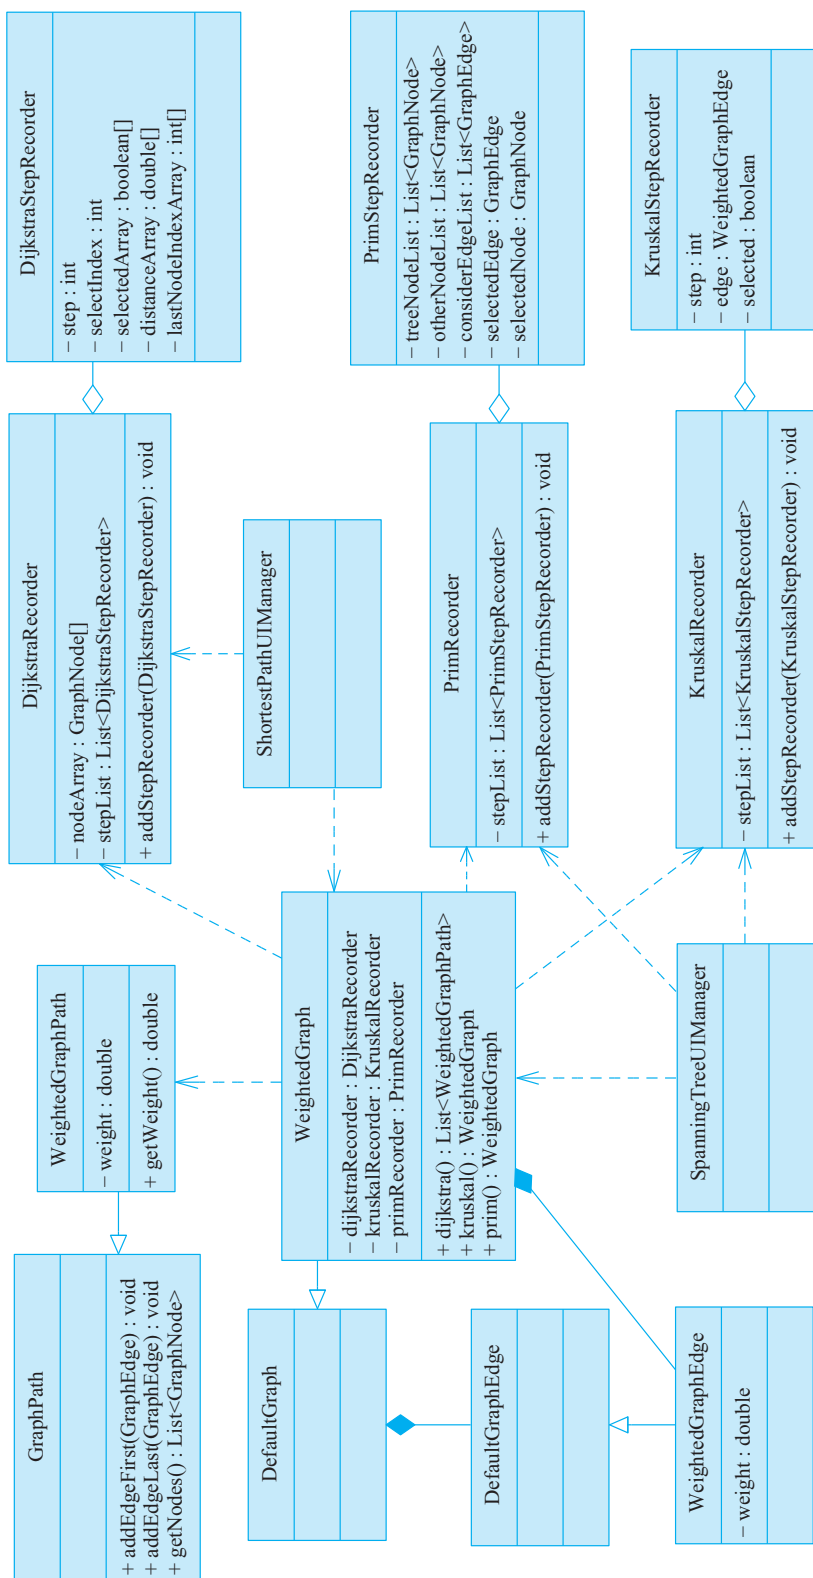 GraphPath
+ addEdgeFirst(GraphEdge) : void
+ addEdgeLast(GraphEdge) : void
+ getNodes() : List<GraphNode>
WeightedGraphPath
– weight : double
+ getWeight() : double
DijkstraRecorder
– nodeArray : GraphNode[]
– stepList : List<DijkstraStepRecorder>
+ addStepRecorder(DijkstraStepRecorder) : void
DijkstraStepRecorder
– step : int
– selectIndex : int
– selectedArray : boolean[]
– distanceArray : double[]
– lastNodeIndexArray : int[]
DefaultGraph
WeightedGraph
– dijkstraRecorder : DijkstraRecorder
– kruskalRecorder : KruskalRecorder
– primRecorder : PrimRecorder
+ dijkstra() : List<WeightedGraphPath>
+ kruskal() : WeightedGraph
+ prim() : WeightedGraph
ShortestPathUIManager
DefaultGraphEdge
PrimRecorder
– stepList : List<PrimStepRecorder>
+ addStepRecorder(PrimStepRecorder) : void
PrimStepRecorder
– treeNodeList : List<GraphNode>
– otherNodeList : List<GraphNode>
– considerEdgeList : List<GraphEdge>
– selectedEdge : GraphEdge
– selectedNode : GraphNode
WeightedGraphEdge
– weight : double
SpanningTreeUIManager
KruskalRecorder
– stepList : List<KruskalStepRecorder>
+ addStepRecorder(KruskalStepRecorder) : void
KruskalStepRecorder
– step : int
– edge : WeightedGraphEdge
– selected : boolean